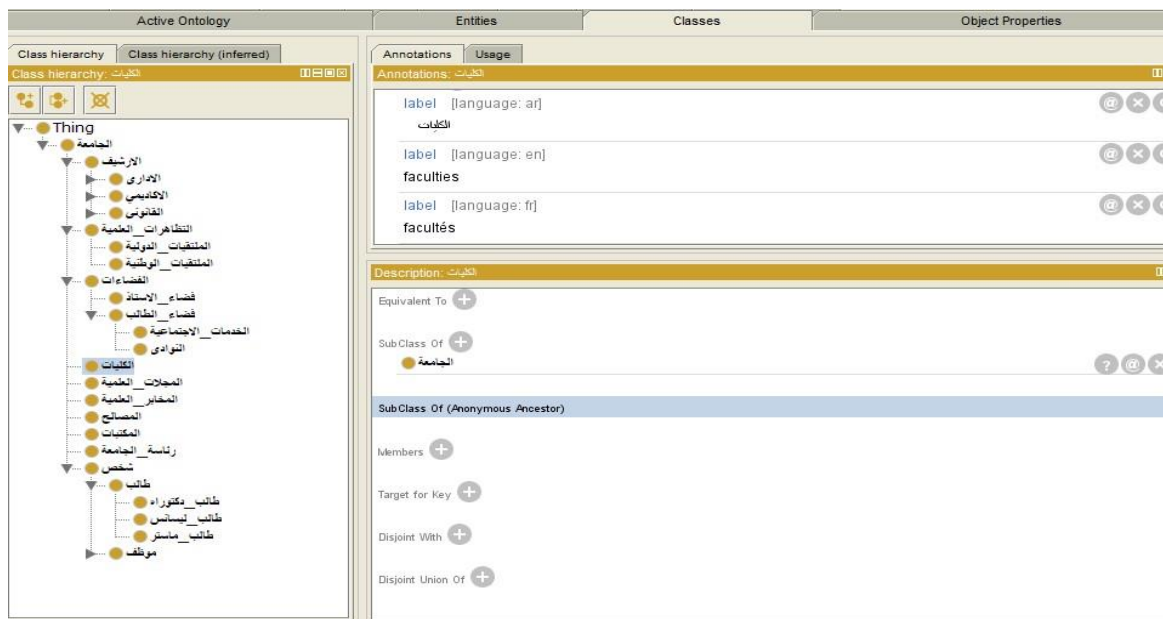 Active Ontology
Entities
Classes
Object Properties
Class hierarchy
Class hierarchy (inferred)
Class hierarchy: الكليات
Thing
الجامعة
الارشيف
الادارى
الاكاديمي
القانونى
التظاهرات_العلمية
الملتقيات_الدولية
الملتقيات_الوطنية
الفضاءات
فضاء_الاستاذ
فضاء_الطالب
الخدمات_الاجتماعية
النوادى
الكليات
المجلات_العلمية
المخابر_العلمية
المصالح
المكتبات
رئاسة_الجامعة
شخص
طالب
طالب_دكتوراه
طالب_ليسانس
طالب_ماستر
موظف
Annotations
Usage
Annotations: الكليات
label [language: ar]
الكليات
label [language: en]
faculties
label [language: fr]
facultés
Description: الكليات
Equivalent To
SubClass Of
الجامعة
SubClass Of (Anonymous Ancestor)
Members
Target for Key
Disjoint With
Disjoint Union Of